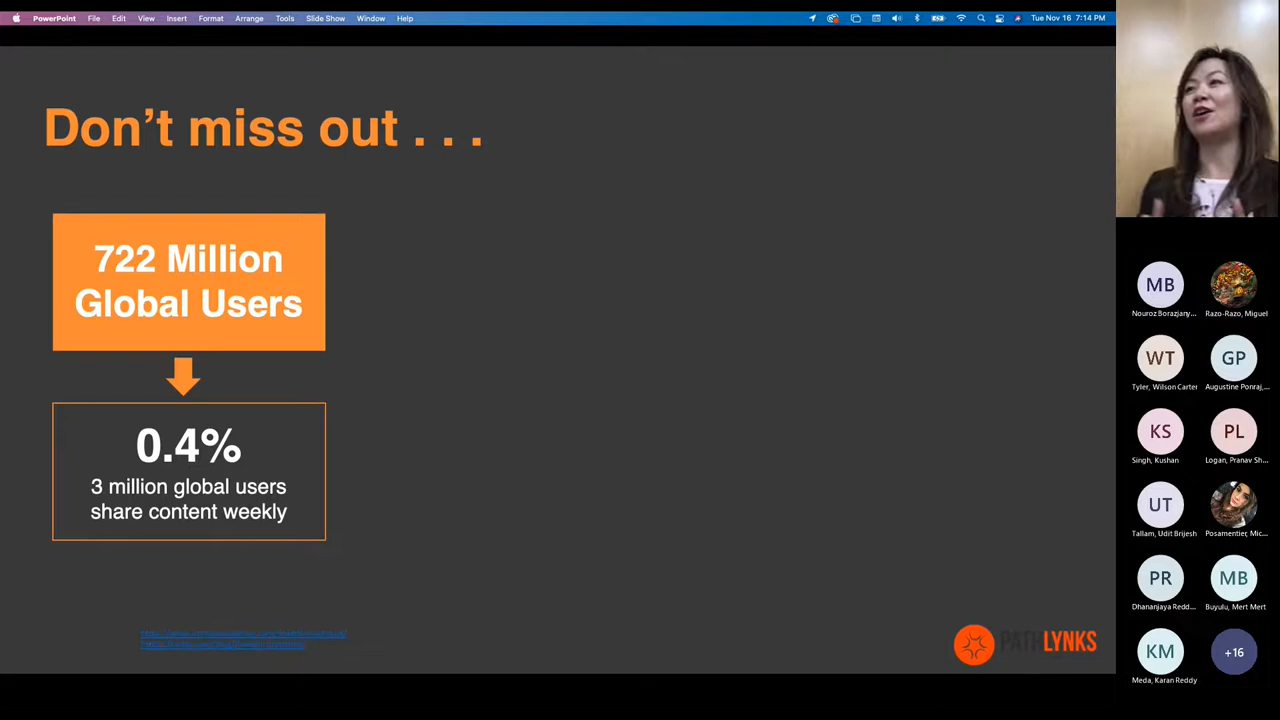 PowerPoint File Edit View Insert Format Arrange Tools Slide Show Window Help Tue Nov 16 7:14 PM
Don't miss out . . .
722 Million
Global Users
0.4%
3 million global users
share content weekly
PATHLYNKS
MB
Nouroz Borazjany...
Razo-Razo, Miguel
WT GP
Tyler, Wilson Carter Augustine Ponraj,...
KS PL
Singh, Kushan Logan, Pranav Sh...
UT
Tallam, Udit Brijesh Posamentier, Mic...
PR MB
Dhananjaya Redd... Buyulu, Mert Mert
KM +16
Meda, Karan Reddy